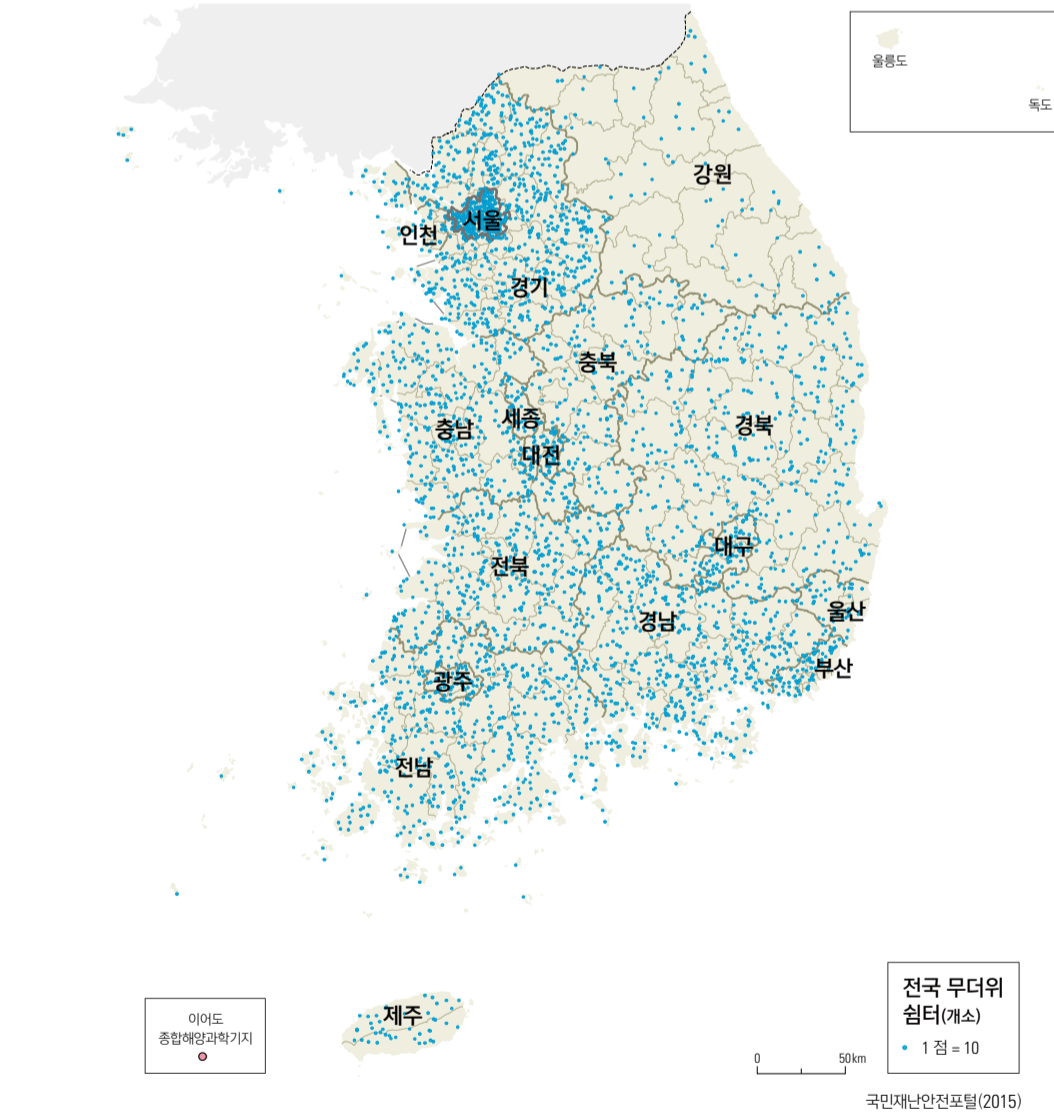 울릉도
독도
강원
서울
인천
경기
충북
세종
충남
경북
대전
대구
전북
울산
경남
부산
광주
전남
제주
이어도
종합해양과학기지
전국 무더위
쉼터(개소)
1 점 = 10
0 50km
국민재난안전포털(2015)